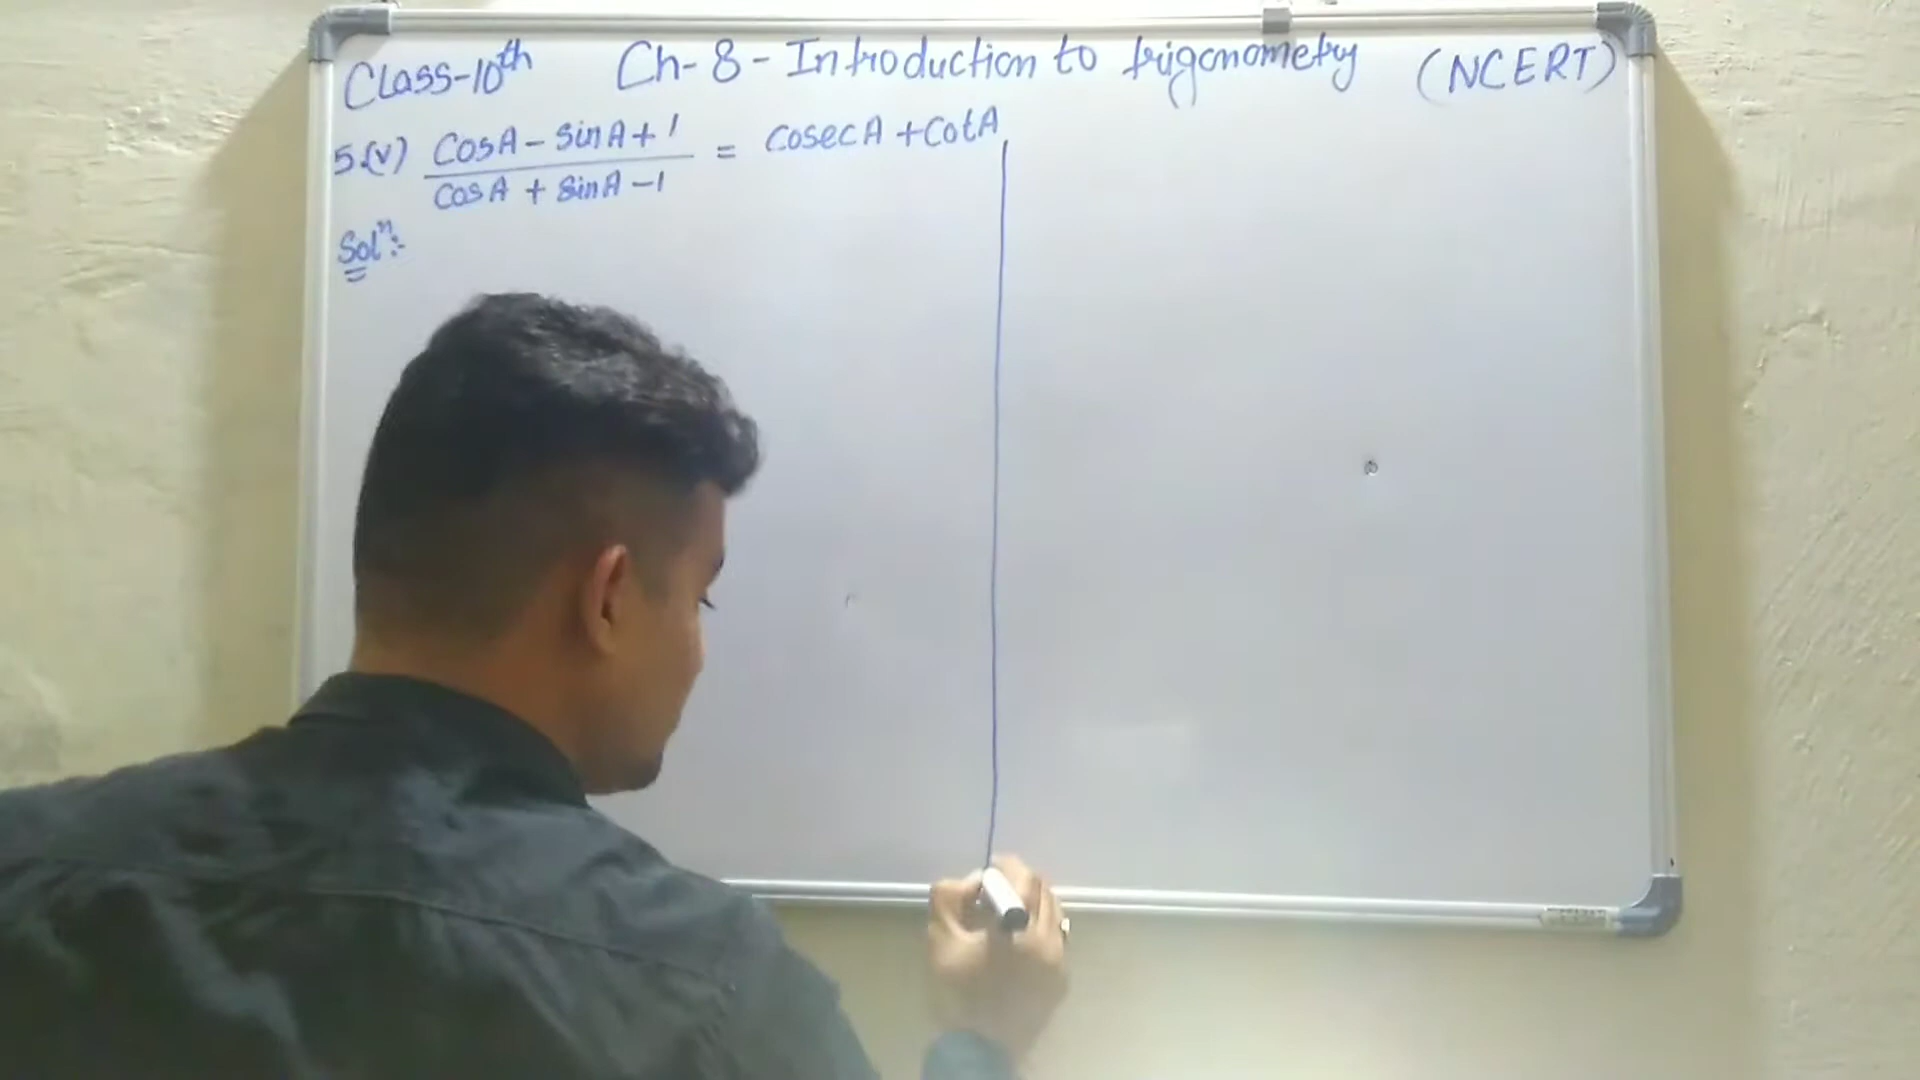 Class-10th Ch-8-Introduction to trigonometry (NCERT)
5.(v) CosA - SinA + 1 / CosA + SinA - 1 = CosecA + CotA
Solⁿ:-